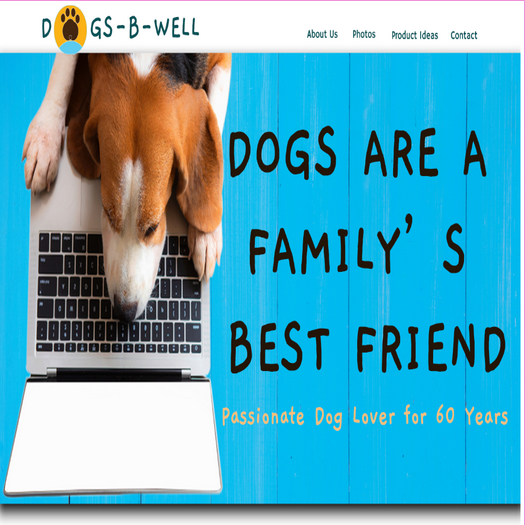 DOGS-B-WELL
About Us Photos Product Ideas Contact
DOGS ARE A
FAMILY'S
BEST FRIEND
Passionate Dog Lover for 60 Years